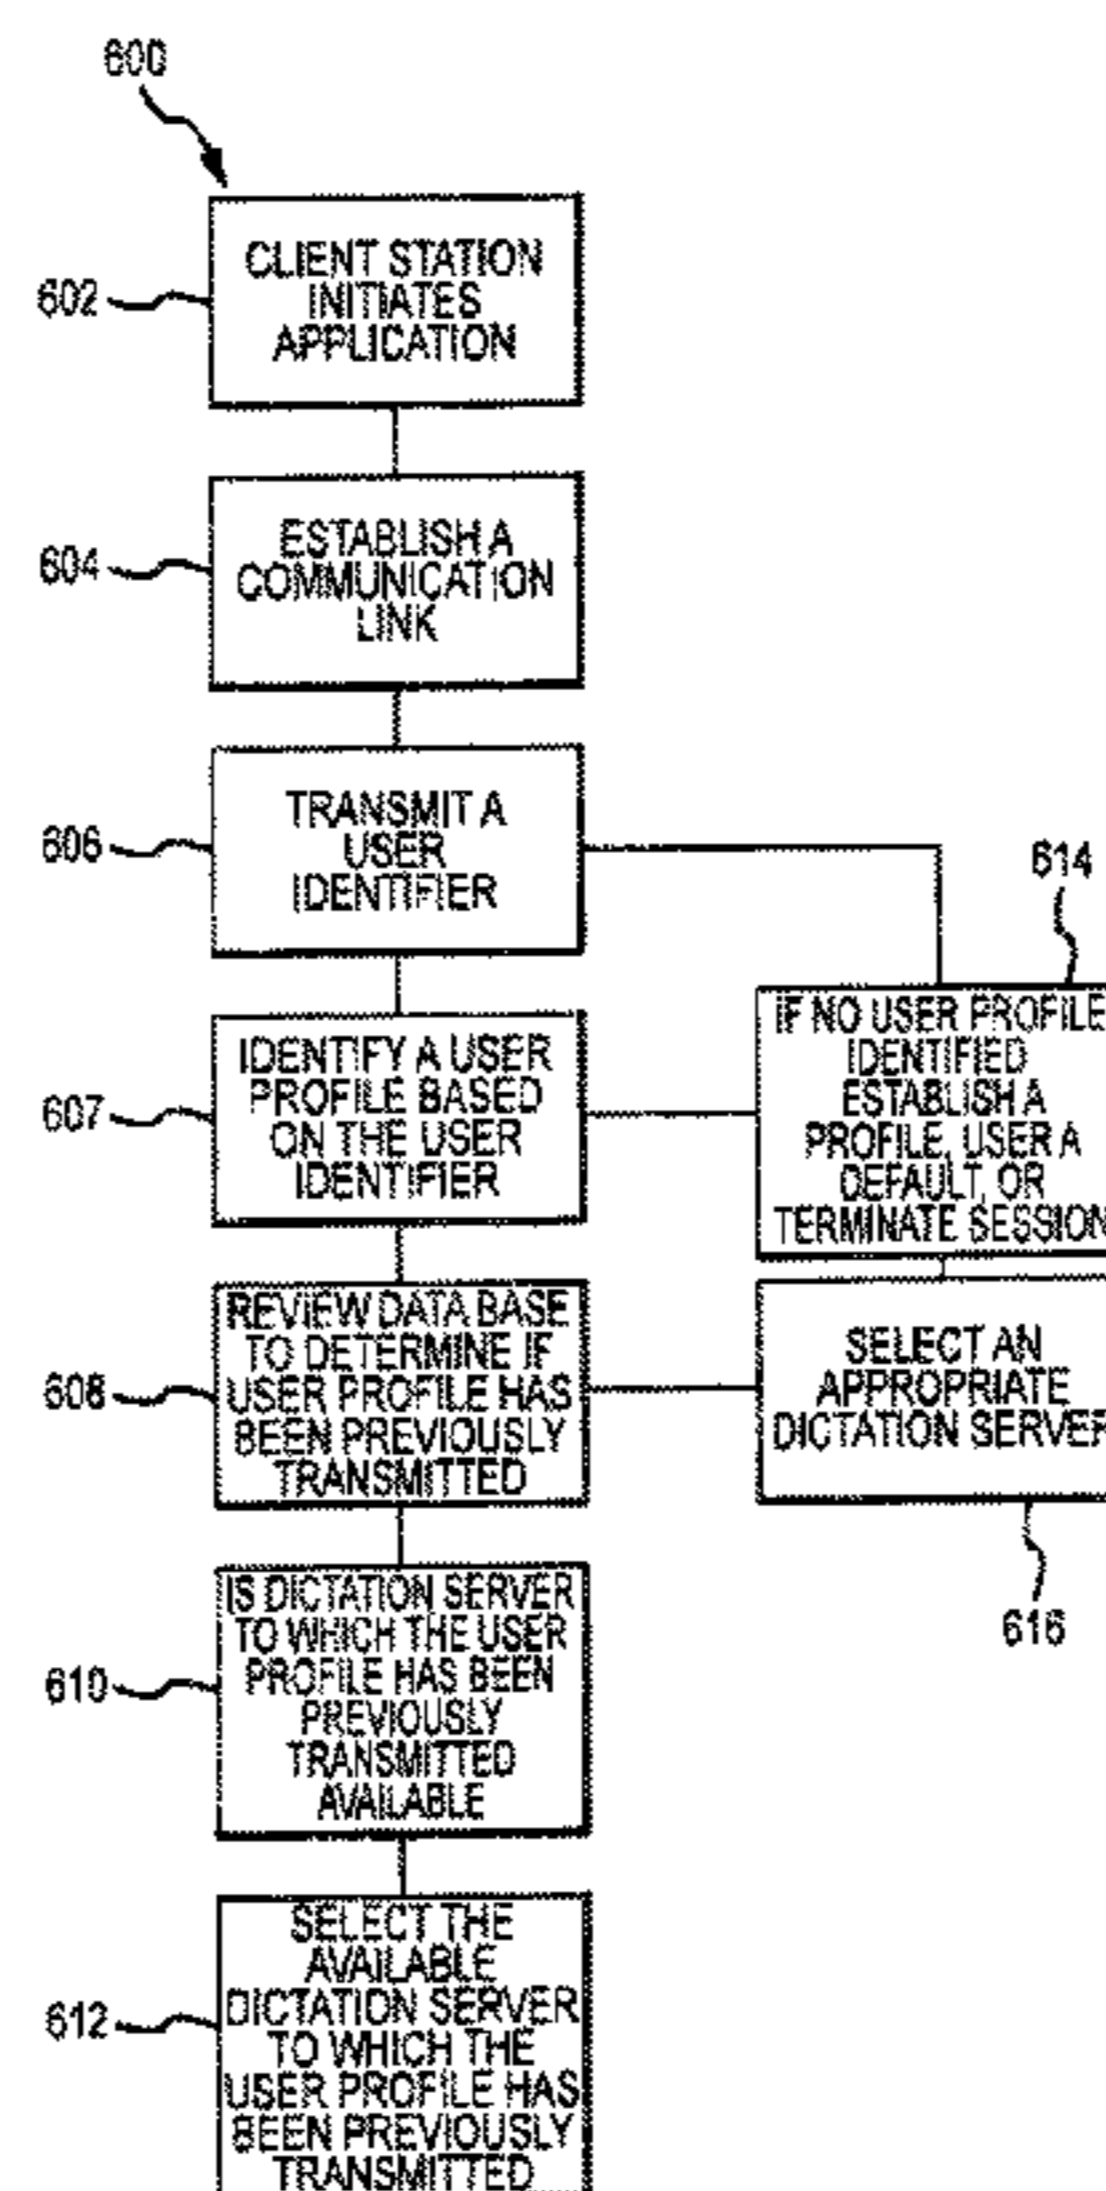 600
602
CLIENT STATION
INITIATES
APPLICATION
604
ESTABLISH A
COMMUNICATION
LINK
606
TRANSMIT A
USER
IDENTIFIER
614
607
IDENTIFY A USER
PROFILE BASED
ON THE USER
IDENTIFIER
IF NO USER PROFILE
IDENTIFIED
ESTABLISH A
PROFILE, USER A
DEFAULT, OR
TERMINATE SESSION
608
REVIEW DATA BASE
TO DETERMINE IF
USER PROFILE HAS
BEEN PREVIOUSLY
TRANSMITTED
SELECT AN
APPROPRIATE
DICTATION SERVER
616
610
IS DICTATION SERVER
TO WHICH THE USER
PROFILE HAS BEEN
PREVIOUSLY
TRANSMITTED
AVAILABLE
612
SELECT THE
AVAILABLE
DICTATION SERVER
TO WHICH THE
USER PROFILE HAS
BEEN PREVIOUSLY
TRANSMITTED